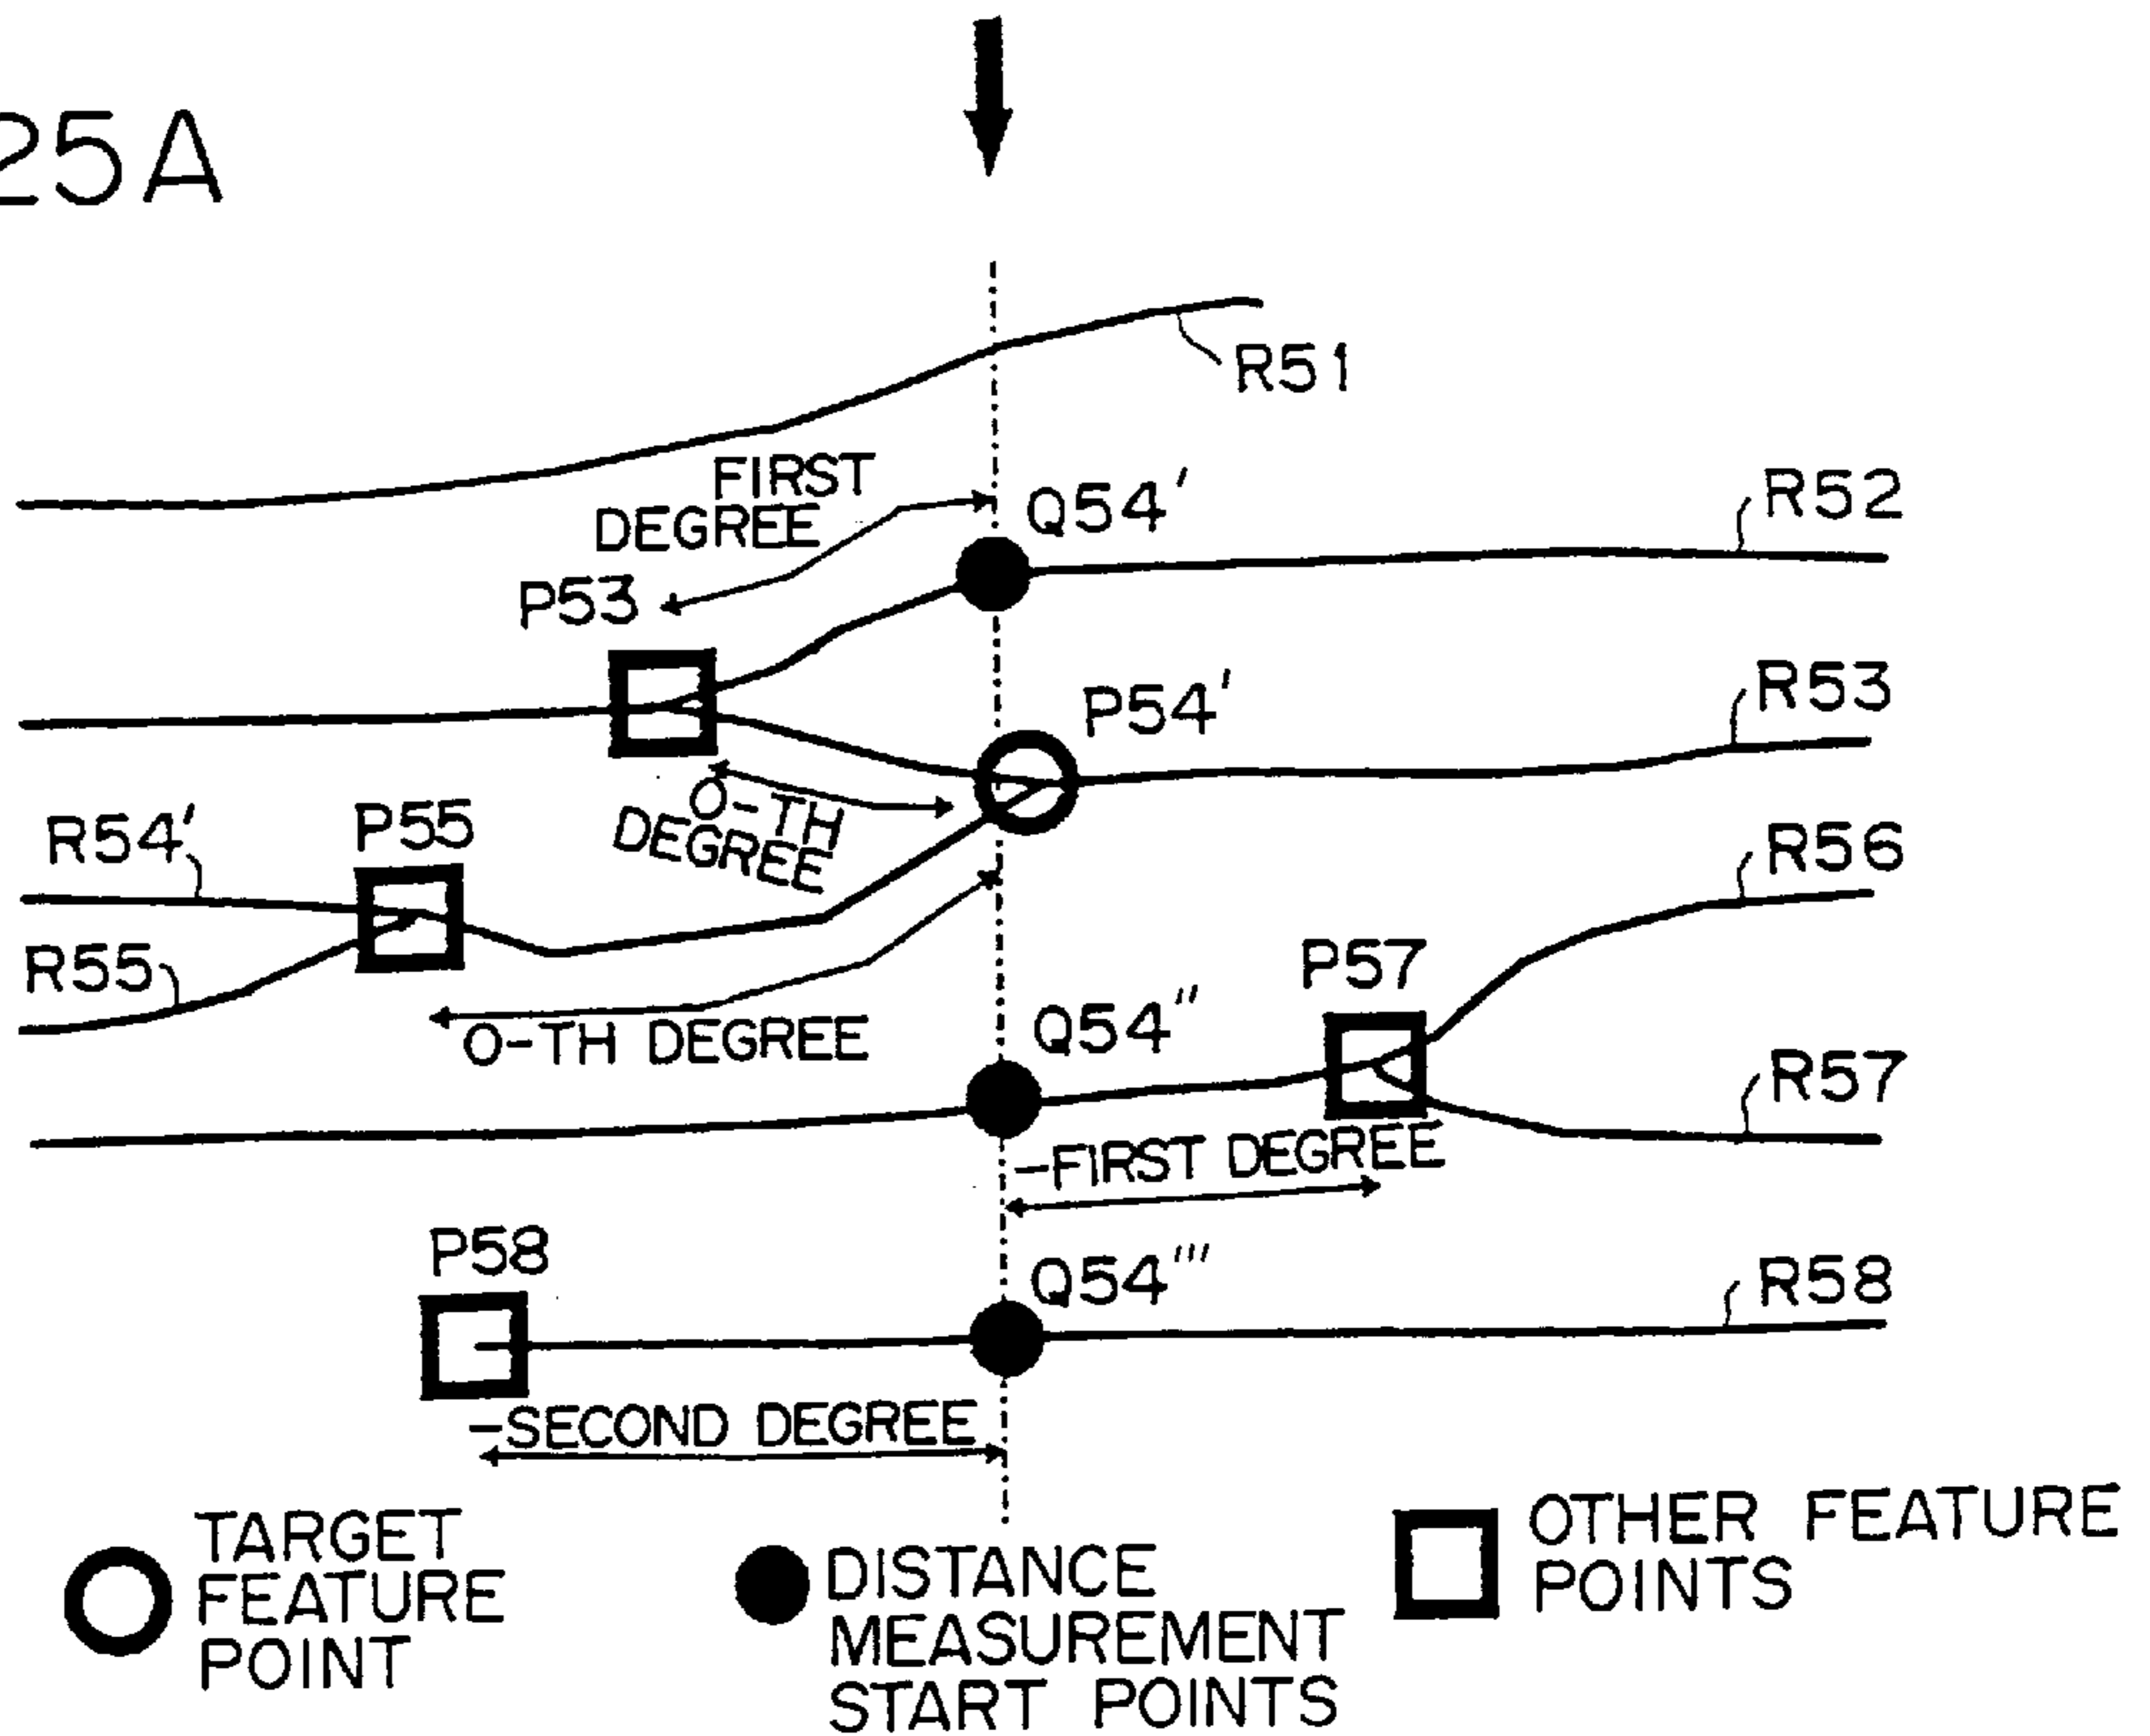 25A
R51
FIRST
DEGREE
Q54'
R52
P53
P54'
R53
O-TH
DEGREE
R54'
P55
R56
R55
P57
O-TH DEGREE
Q54''
R57
-FIRST DEGREE
P58
Q54'''
R58
-SECOND DEGREE
TARGET
FEATURE
POINT
DISTANCE
MEASUREMENT
START POINTS
OTHER FEATURE
POINTS